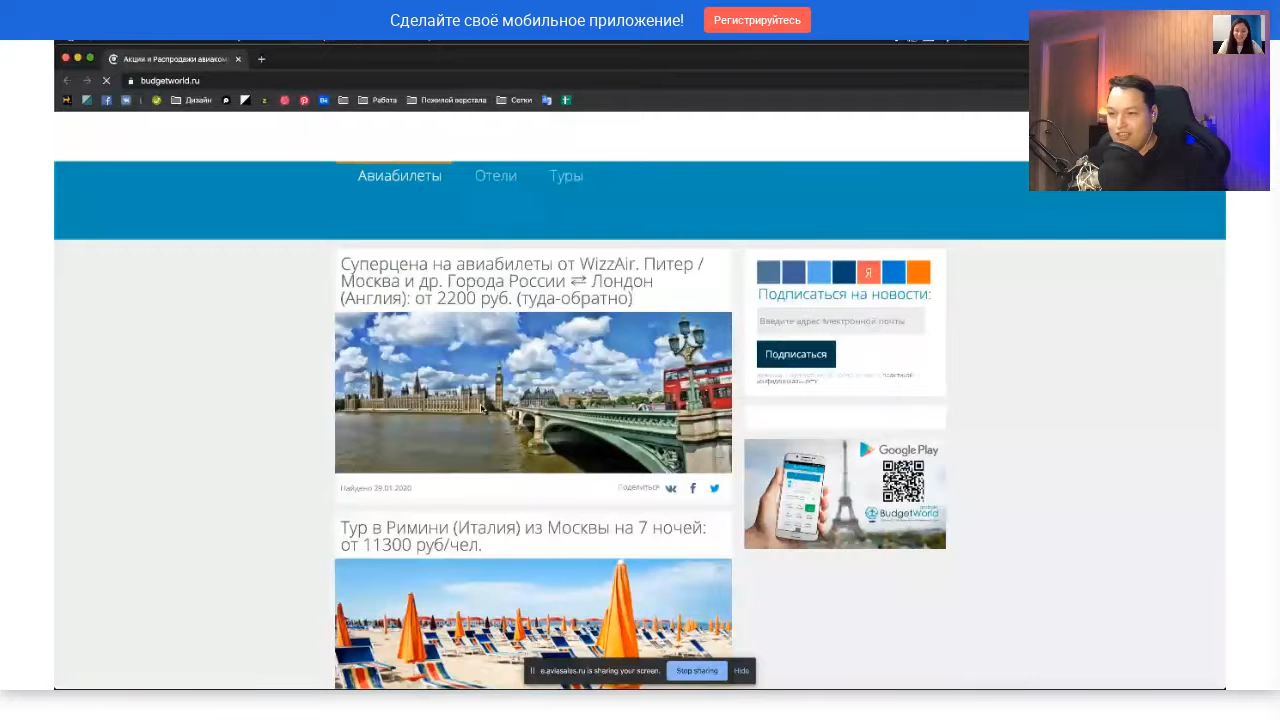 Сделайте своё мобильное приложение!
Регистрируйтесь
Акции и Распродажи авиаком
budgetworld.ru
Дизайн
Работа
Пожилой верстала
Сетки
Авиабилеты
Отели
Туры
Суперцена на авиабилеты от WizzAir. Питер /
Москва и др. Города России ⇄ Лондон
(Англия): от 2200 руб. (туда-обратно)
Найдено 29.01.2020
Поделиться
Тур в Римини (Италия) из Москвы на 7 ночей:
от 11300 руб/чел.
Я
Подписаться на новости:
Введите адрес электронной почты
Подписаться
Google Play
BudgetWorld
e.aviasales.ru is sharing your screen.
Stop sharing
Hide